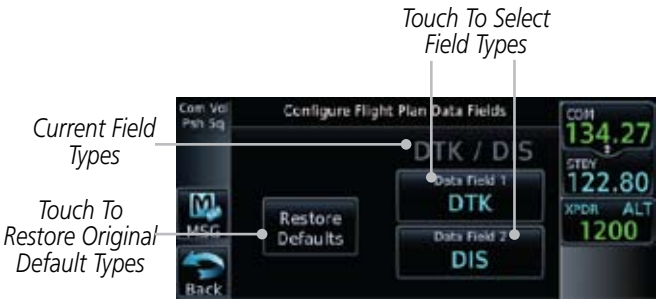 Touch To Select
Field Types
Com Vol
Psh Sq
Configure Flight Plan Data Fields
COM
134.27
Current Field
Types
DTK / DIS
STBY
122.80
Data Field 1
DTK
XPDR ALT
1200
Touch To
Restore Original
Default Types
MSG
Restore
Defaults
Data Field 2
DIS
Back